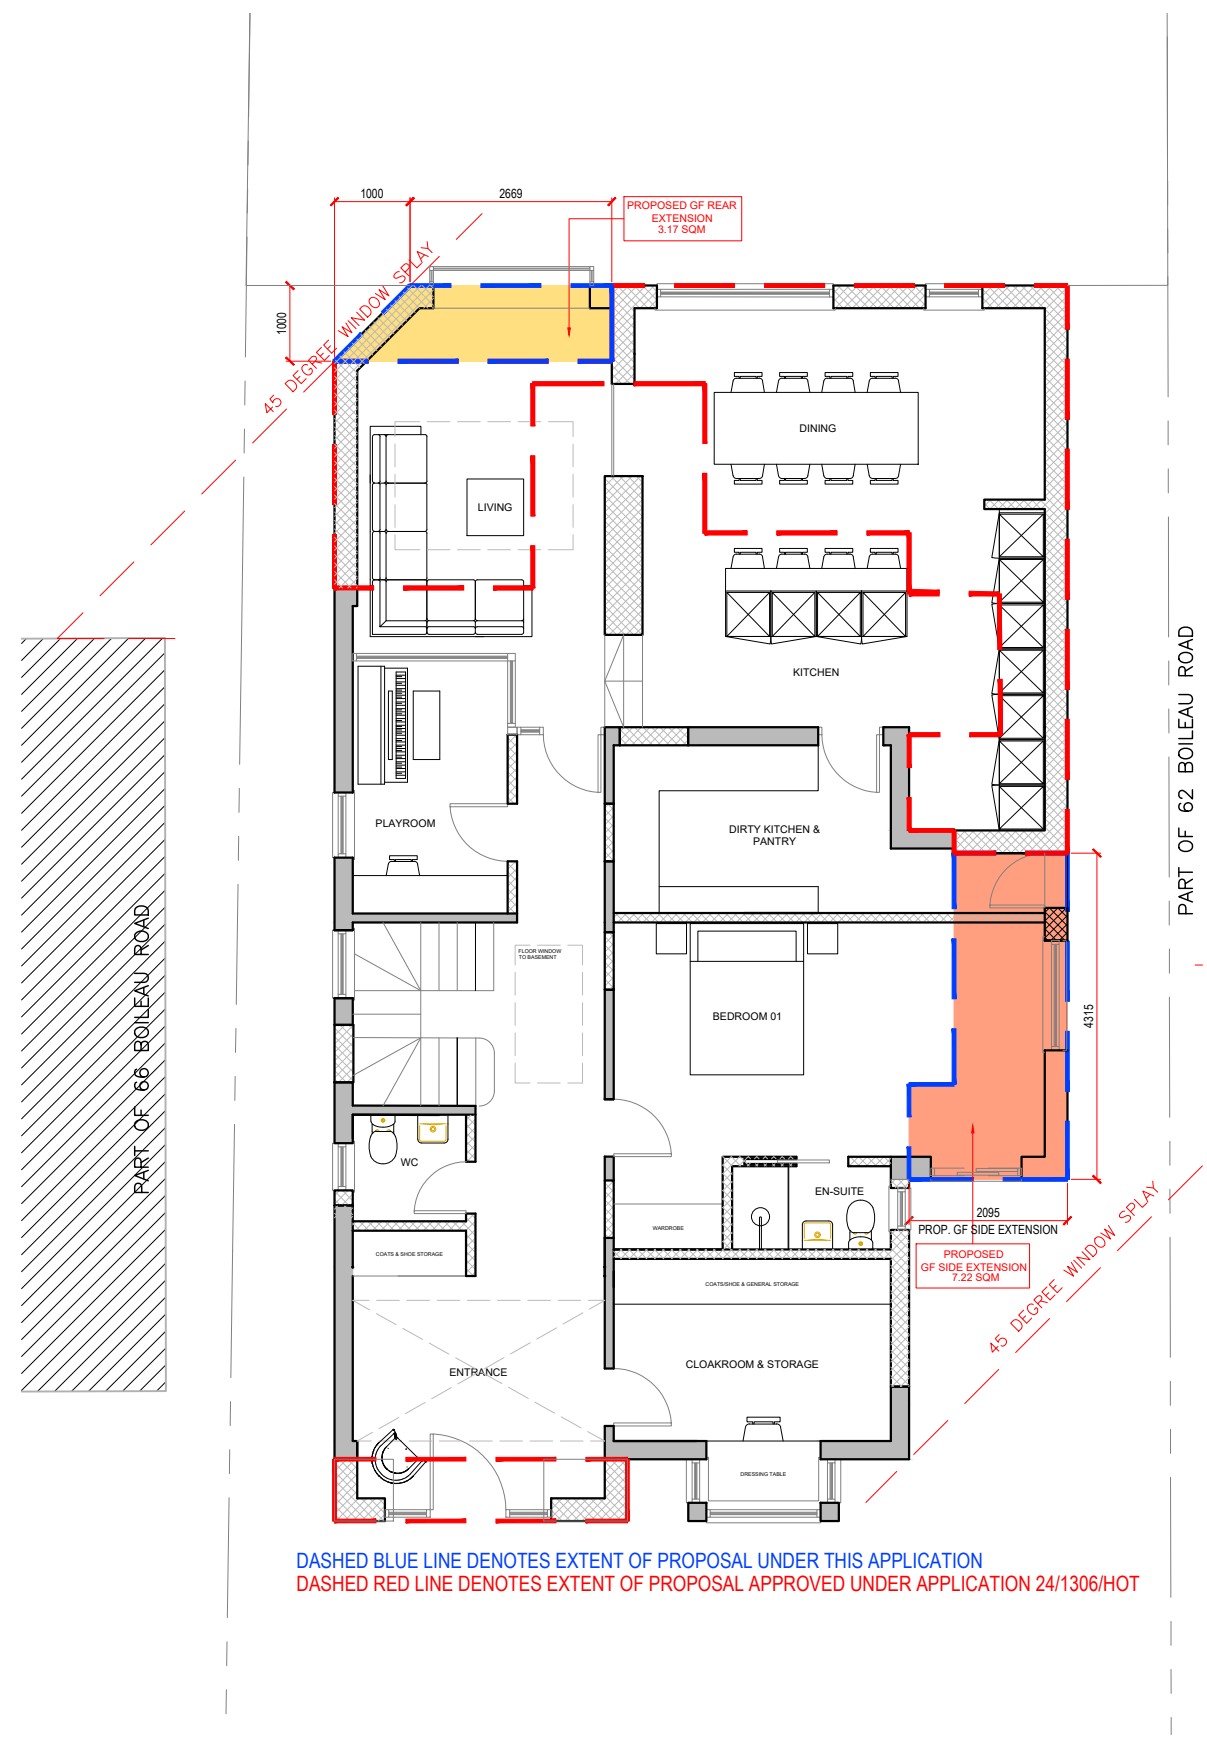 1000
2669
PROPOSED GF REAR
EXTENSION
3.17 SQM
1000
45 DEGREE WINDOW SPLAY
DINING
LIVING
KITCHEN
PART OF 62 BOILEAU ROAD
PLAYROOM
DIRTY KITCHEN &
PANTRY
PART OF 66 BOILEAU ROAD
FLOOR WINDOW
TO BASEMENT
BEDROOM 01
4315
WC
EN-SUITE
WARDROBE
2095
PROP. GF SIDE EXTENSION
COATS & SHOE STORAGE
PROPOSED
GF SIDE EXTENSION
7.22 SQM
COATS/SHOE & GENERAL STORAGE
45 DEGREE WINDOW SPLAY
ENTRANCE
CLOAKROOM & STORAGE
DRESSING TABLE
DASHED BLUE LINE DENOTES EXTENT OF PROPOSAL UNDER THIS APPLICATION
DASHED RED LINE DENOTES EXTENT OF PROPOSAL APPROVED UNDER APPLICATION 24/1306/HOT